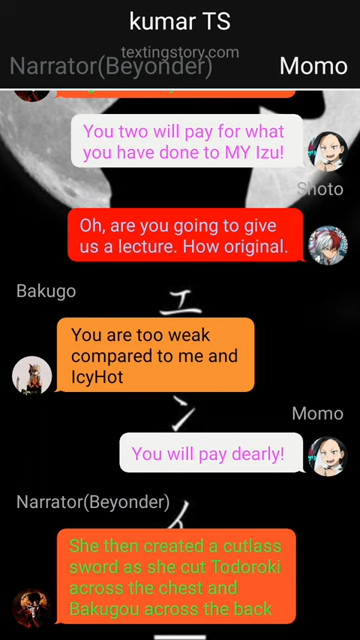 kumar TS
textingstory.com
Narrator(Beyonder)
Momo
You two will pay for what
you have done to MY Izu!
Shoto
Oh, are you going to give
us a lecture. How original.
Bakugo
エ
You are too weak
compared to me and
IcyHot
ン
Momo
You will pay dearly!
Narrator(Beyonder)
She then created a cutlass
sword as she cut Todoroki
across the chest and
Bakugou across the back